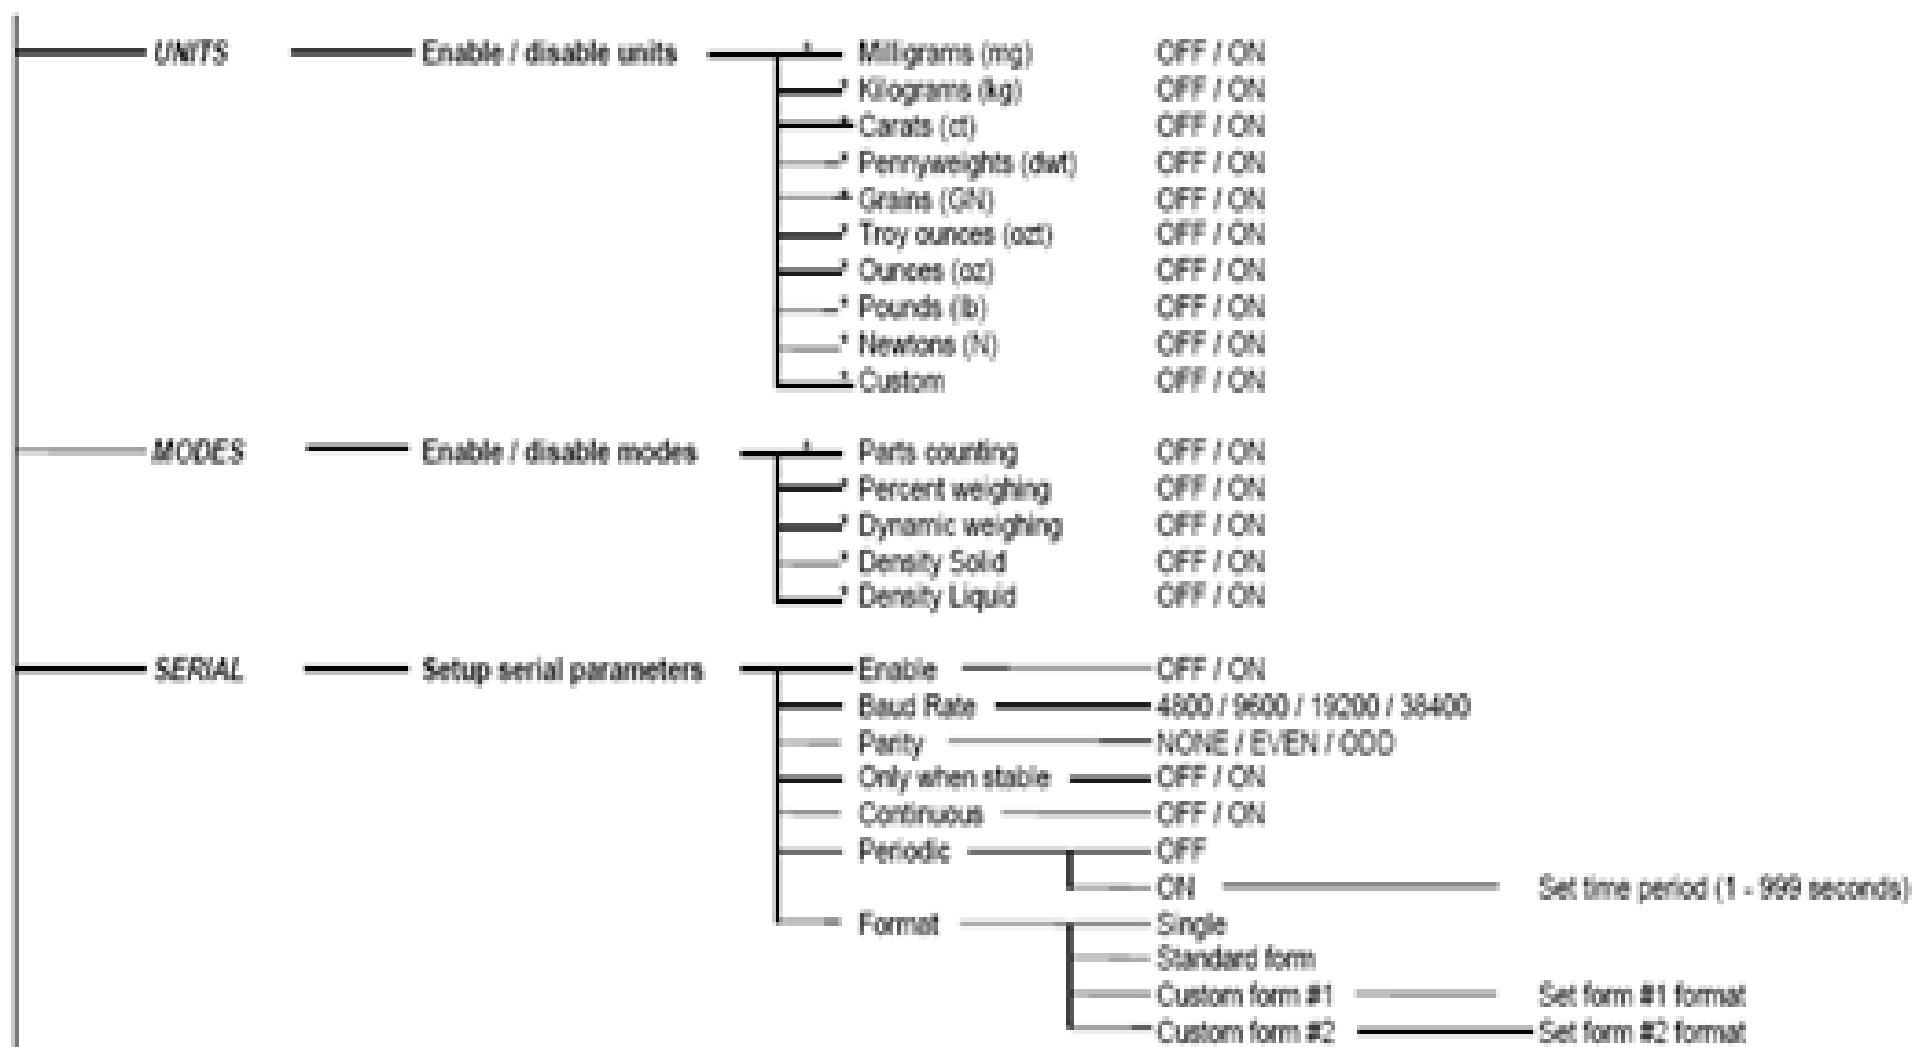 UNITS Enable / disable units * Milligrams (mg) OFF / ON
* Kilograms (kg) OFF / ON
* Carats (ct) OFF / ON
* Pennyweights (dwt) OFF / ON
* Grains (GN) OFF / ON
* Troy ounces (ozt) OFF / ON
* Ounces (oz) OFF / ON
* Pounds (lb) OFF / ON
* Newtons (N) OFF / ON
* Custom OFF / ON
MODES Enable / disable modes * Parts counting OFF / ON
* Percent weighing OFF / ON
* Dynamic weighing OFF / ON
* Density Solid OFF / ON
* Density Liquid OFF / ON
SERIAL Setup serial parameters Enable OFF / ON
Baud Rate 4800 / 9600 / 19200 / 38400
Parity NONE / EVEN / ODD
Only when stable OFF / ON
Continuous OFF / ON
Periodic OFF
ON Set time period (1 - 999 seconds)
Format Single
Standard form
Custom form #1 Set form #1 format
Custom form #2 Set form #2 format